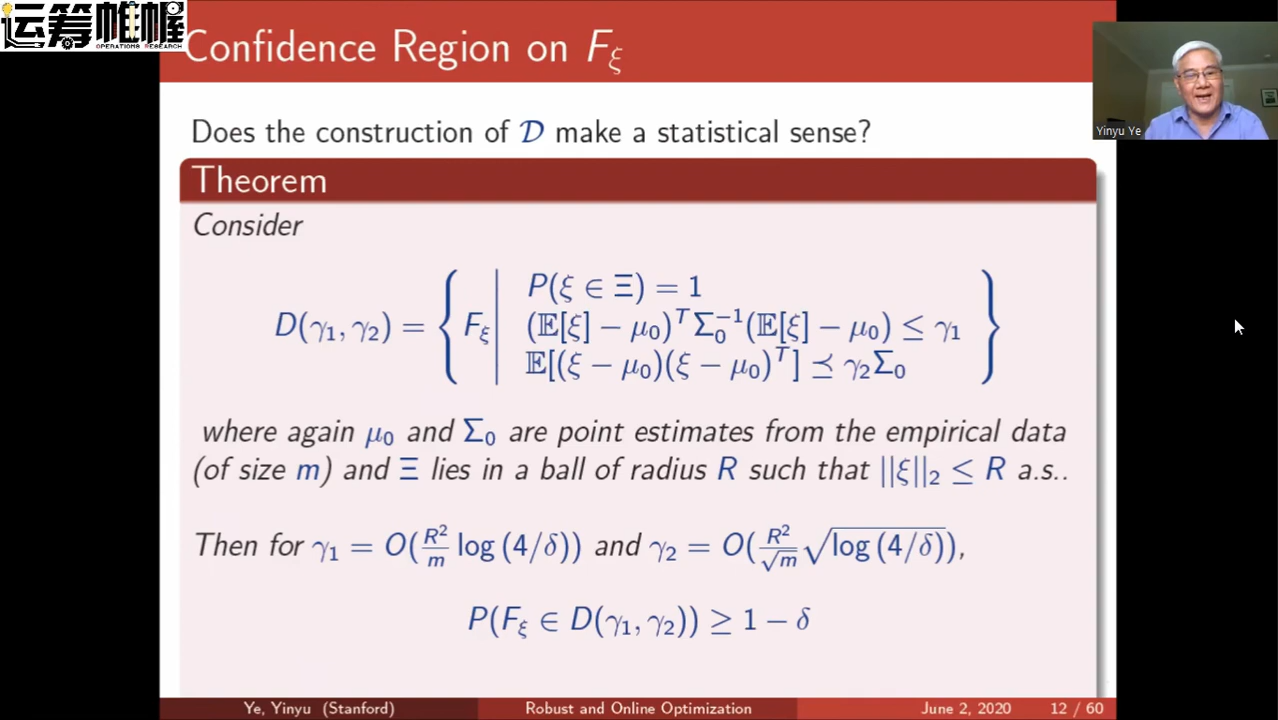 运筹帷幄
OPERATIONS RESEARCH
Confidence Region on F_ξ
Yinyu Ye
Does the construction of 𝒟 make a statistical sense?
Theorem
Consider
D(γ₁, γ₂) = { F_ξ |
P(ξ ∈ Ξ) = 1
(𝔼[ξ] − μ₀)ᵀΣ₀⁻¹(𝔼[ξ] − μ₀) ≤ γ₁
𝔼[(ξ − μ₀)(ξ − μ₀)ᵀ] ⪯ γ₂Σ₀ }
where again μ₀ and Σ₀ are point estimates from the empirical data
(of size m) and Ξ lies in a ball of radius R such that ||ξ||₂ ≤ R a.s..
Then for γ₁ = O(R²/m log (4/δ)) and γ₂ = O(R²/√m √log (4/δ)),
P(F_ξ ∈ D(γ₁, γ₂)) ≥ 1 − δ
Ye, Yinyu (Stanford) Robust and Online Optimization June 2, 2020 12 / 60